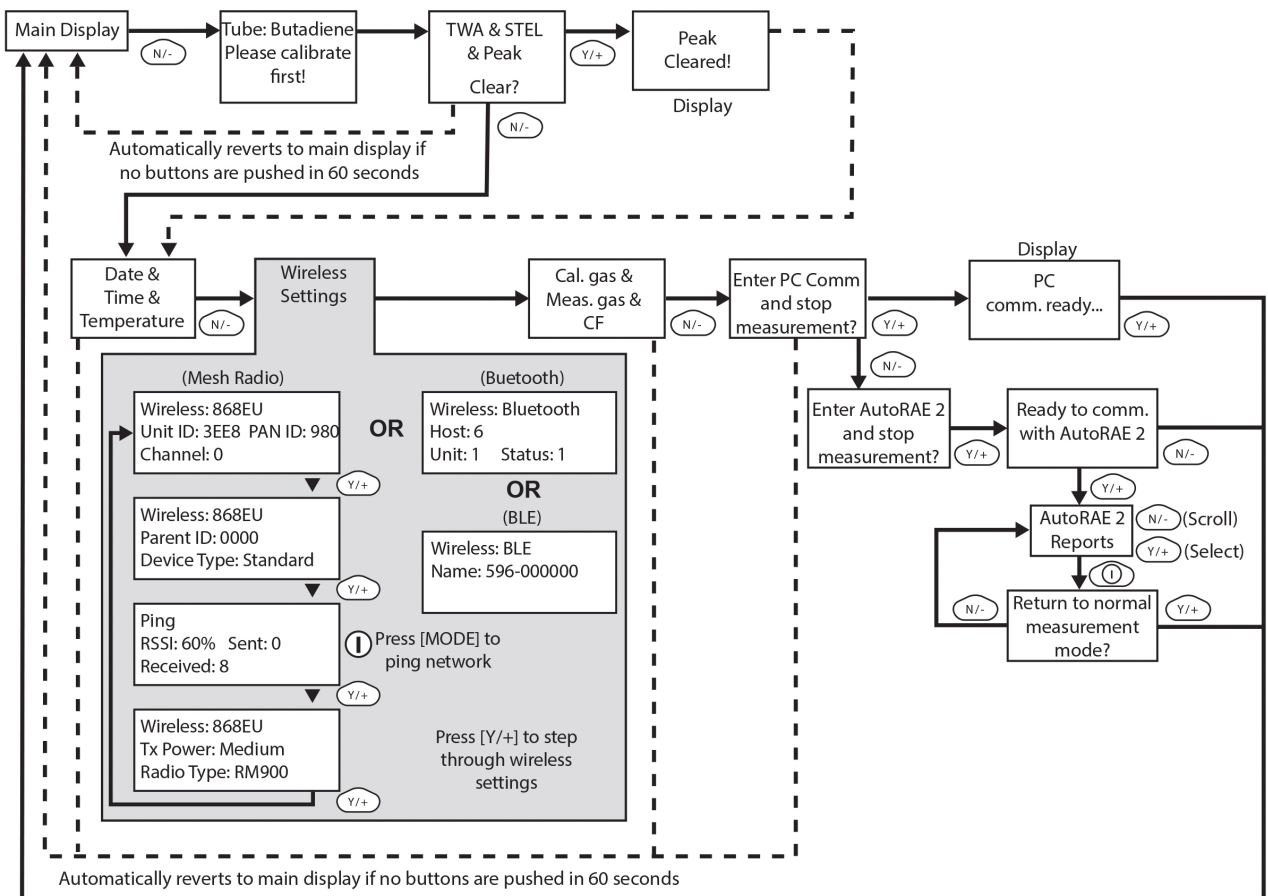 Main Display
N/-
Tube: Butadiene
Please calibrate
first!
TWA & STEL
& Peak
Clear?
Y/+
Peak
Cleared!
Display
N/-
Automatically reverts to main display if
no buttons are pushed in 60 seconds
Date &
Time &
Temperature
N/-
Wireless
Settings
Cal. gas &
Meas. gas &
CF
N/-
Enter PC Comm
and stop
measurement?
Y/+
Display
PC
comm. ready...
Y/+
N/-
Enter AutoRAE 2
and stop
measurement?
Y/+
Ready to comm.
with AutoRAE 2
N/-
Y/+
AutoRAE 2
Reports
N/- (Scroll)
Y/+ (Select)
Return to normal
measurement
mode?
N/-
Y/+
(Mesh Radio)
Wireless: 868EU
Unit ID: 3EE8 PAN ID: 980
Channel: 0
Y/+
Wireless: 868EU
Parent ID: 0000
Device Type: Standard
Y/+
Ping
RSSI: 60% Sent: 0
Received: 8
Press [MODE] to
ping network
Y/+
Wireless: 868EU
Tx Power: Medium
Radio Type: RM900
Y/+
OR
(Buetooth)
Wireless: Bluetooth
Host: 6
Unit: 1 Status: 1
OR
(BLE)
Wireless: BLE
Name: 596-000000
Press [Y/+] to step
through wireless
settings
Automatically reverts to main display if no buttons are pushed in 60 seconds